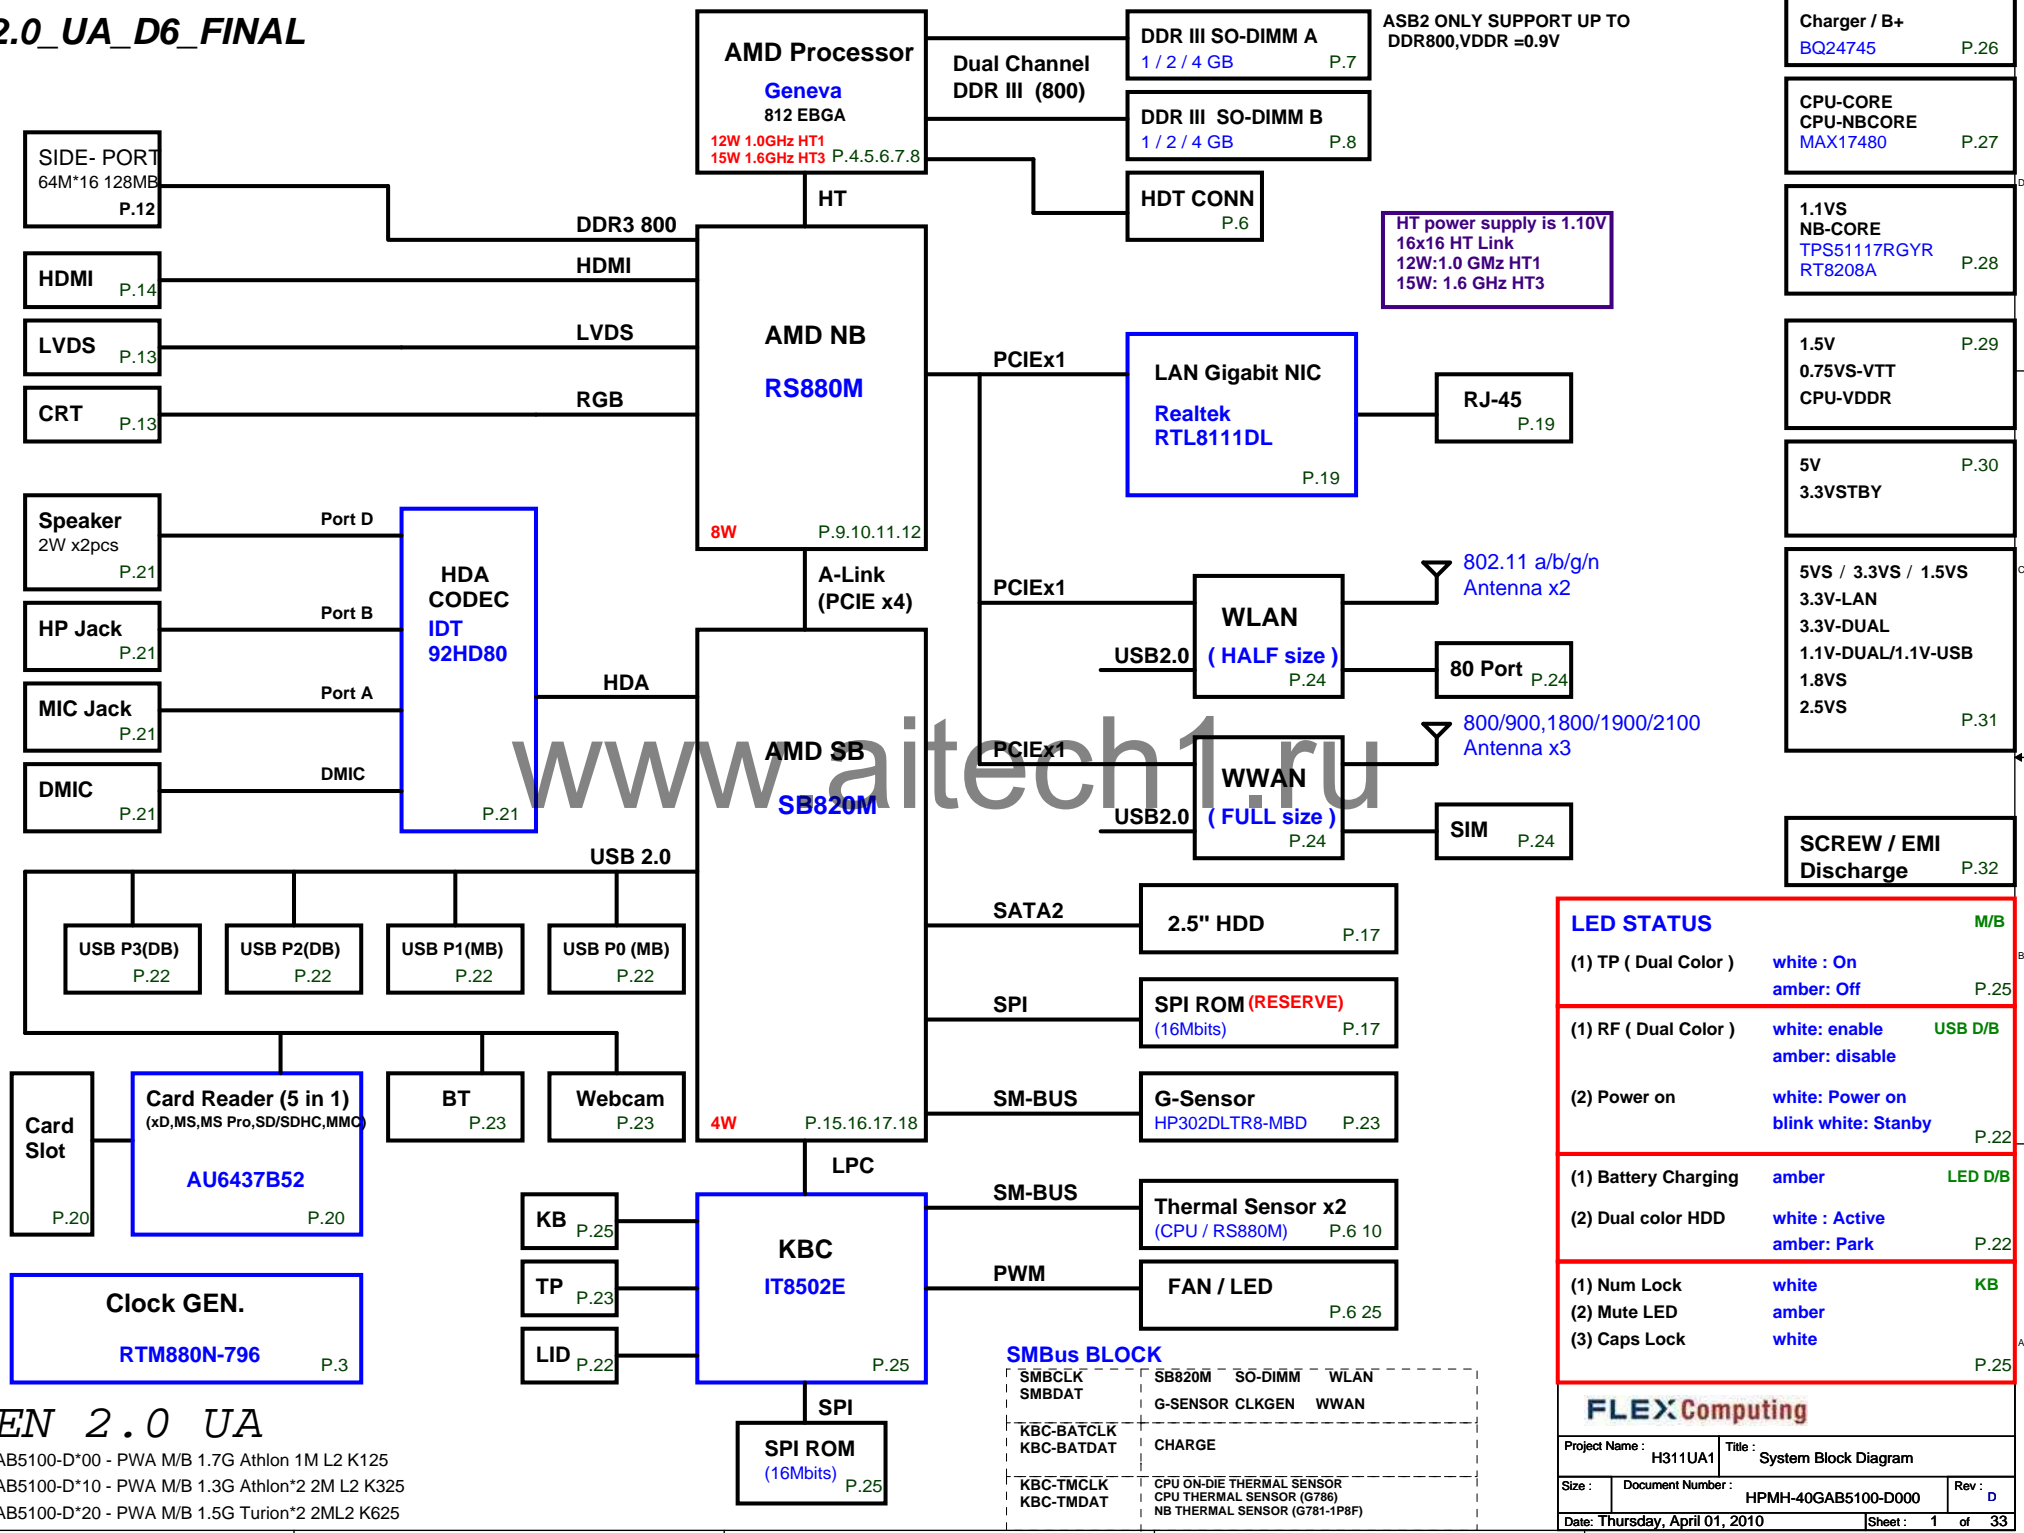 2.0_UA_D6_FINAL
AMD Processor
Geneva
812 EBGA
12W 1.0GHz HT1
15W 1.6GHz HT3 P.4.5.6.7.8
Dual Channel
DDR III (800)
DDR III SO-DIMM A
1 / 2 / 4 GB P.7
DDR III SO-DIMM B
1 / 2 / 4 GB P.8
ASB2 ONLY SUPPORT UP TO
DDR800,VDDR =0.9V
HDT CONN
P.6
HT
HT power supply is 1.10V
16x16 HT Link
12W:1.0 GMz HT1
15W: 1.6 GHz HT3
SIDE- PORT
64M*16 128MB
P.12
DDR3 800
HDMI P.14
HDMI
LVDS P.13
LVDS
CRT P.13
RGB
AMD NB
RS880M
8W P.9.10.11.12
PCIEx1
LAN Gigabit NIC
Realtek
RTL8111DL
P.19
RJ-45
P.19
A-Link
(PCIE x4)
PCIEx1
WLAN
( HALF size )
P.24
USB2.0
802.11 a/b/g/n
Antenna x2
80 Port P.24
PCIEx1
WWAN
( FULL size )
P.24
USB2.0
800/900,1800/1900/2100
Antenna x3
SIM P.24
Speaker
2W x2pcs
P.21
Port D
HP Jack
P.21
Port B
MIC Jack
P.21
Port A
DMIC
P.21
DMIC
HDA
CODEC
IDT
92HD80
P.21
HDA
AMD SB
SB820M
4W P.15.16.17.18
www.aitech1.ru
USB 2.0
USB P3(DB)
P.22
USB P2(DB)
P.22
USB P1(MB)
P.22
USB P0 (MB)
P.22
Card
Slot
P.20
Card Reader (5 in 1)
(xD,MS,MS Pro,SD/SDHC,MMC)
AU6437B52
P.20
BT
P.23
Webcam
P.23
SATA2
2.5" HDD
P.17
SPI
SPI ROM (RESERVE)
(16Mbits) P.17
SM-BUS
G-Sensor
HP302DLTR8-MBD P.23
LPC
KBC
IT8502E
P.25
KB P.25
TP P.23
LID P.22
SM-BUS
Thermal Sensor x2
(CPU / RS880M) P.6 10
PWM
FAN / LED
P.6 25
SPI
SPI ROM
(16Mbits)
P.25
Clock GEN.
RTM880N-796 P.3
EN 2.0 UA
AB5100-D*00 - PWA M/B 1.7G Athlon 1M L2 K125
AB5100-D*10 - PWA M/B 1.3G Athlon*2 2M L2 K325
AB5100-D*20 - PWA M/B 1.5G Turion*2 2ML2 K625
SMBus BLOCK
SMBCLK
SMBDAT
SB820M SO-DIMM WLAN
G-SENSOR CLKGEN WWAN
KBC-BATCLK
KBC-BATDAT
CHARGE
KBC-TMCLK
KBC-TMDAT
CPU ON-DIE THERMAL SENSOR
CPU THERMAL SENSOR (G786)
NB THERMAL SENSOR (G781-1P8F)
Charger / B+
BQ24745 P.26
CPU-CORE
CPU-NBCORE
MAX17480 P.27
1.1VS
NB-CORE
TPS51117RGYR
RT8208A P.28
1.5V P.29
0.75VS-VTT
CPU-VDDR
5V P.30
3.3VSTBY
5VS / 3.3VS / 1.5VS
3.3V-LAN
3.3V-DUAL
1.1V-DUAL/1.1V-USB
1.8VS
2.5VS P.31
SCREW / EMI
Discharge P.32
D
C
B
A
LED STATUS M/B
(1) TP ( Dual Color ) white : On
amber: Off P.25
(1) RF ( Dual Color ) white: enable USB D/B
amber: disable
(2) Power on white: Power on
blink white: Stanby
P.22
(1) Battery Charging amber LED D/B
(2) Dual color HDD white : Active
amber: Park P.22
(1) Num Lock white KB
(2) Mute LED amber
(3) Caps Lock white
P.25
FLEX Computing
Project Name : H311UA1
Title : System Block Diagram
Size :
Document Number : HPMH-40GAB5100-D000
Rev : D
Date: Thursday, April 01, 2010
Sheet : 1 of 33